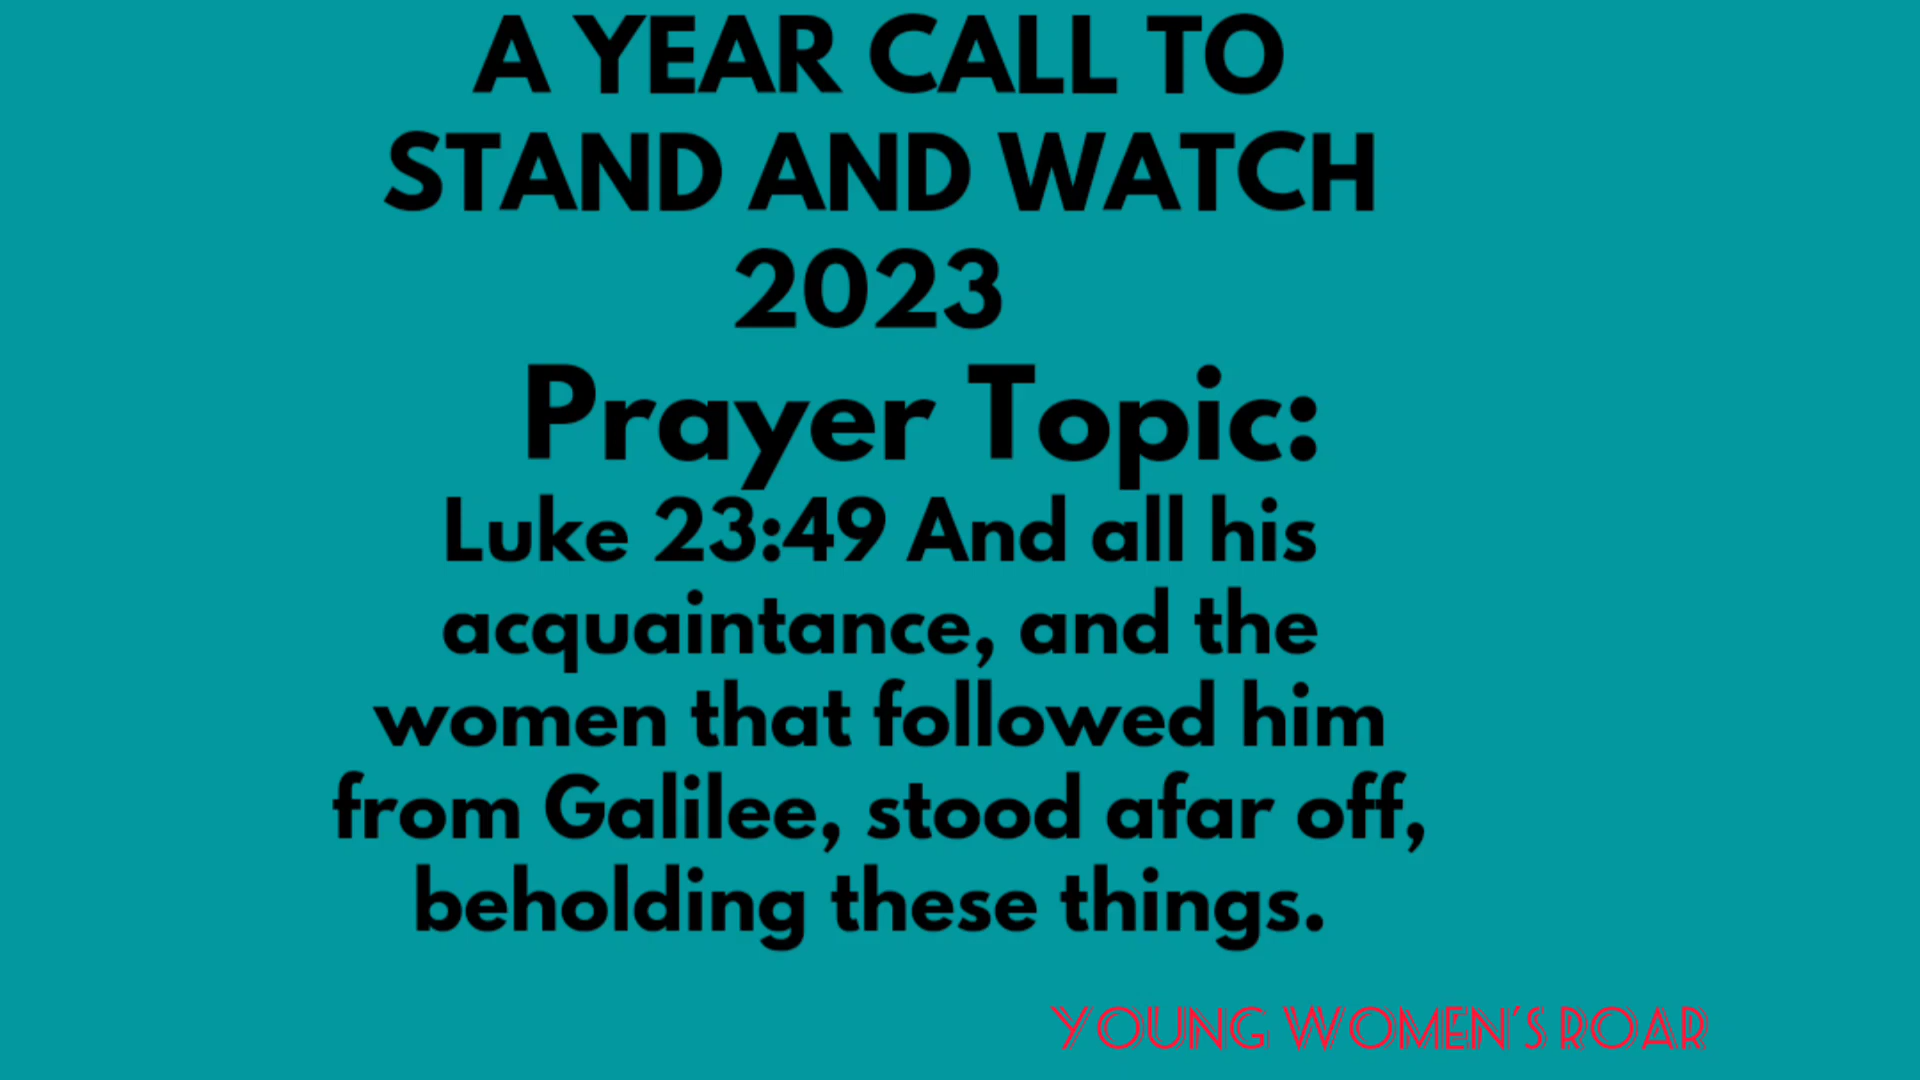 A YEAR CALL TO
STAND AND WATCH
2023
Prayer Topic:
Luke 23:49 And all his
acquaintance, and the
women that followed him
from Galilee, stood afar off,
beholding these things.
YOUNG WOMEN'S ROAR